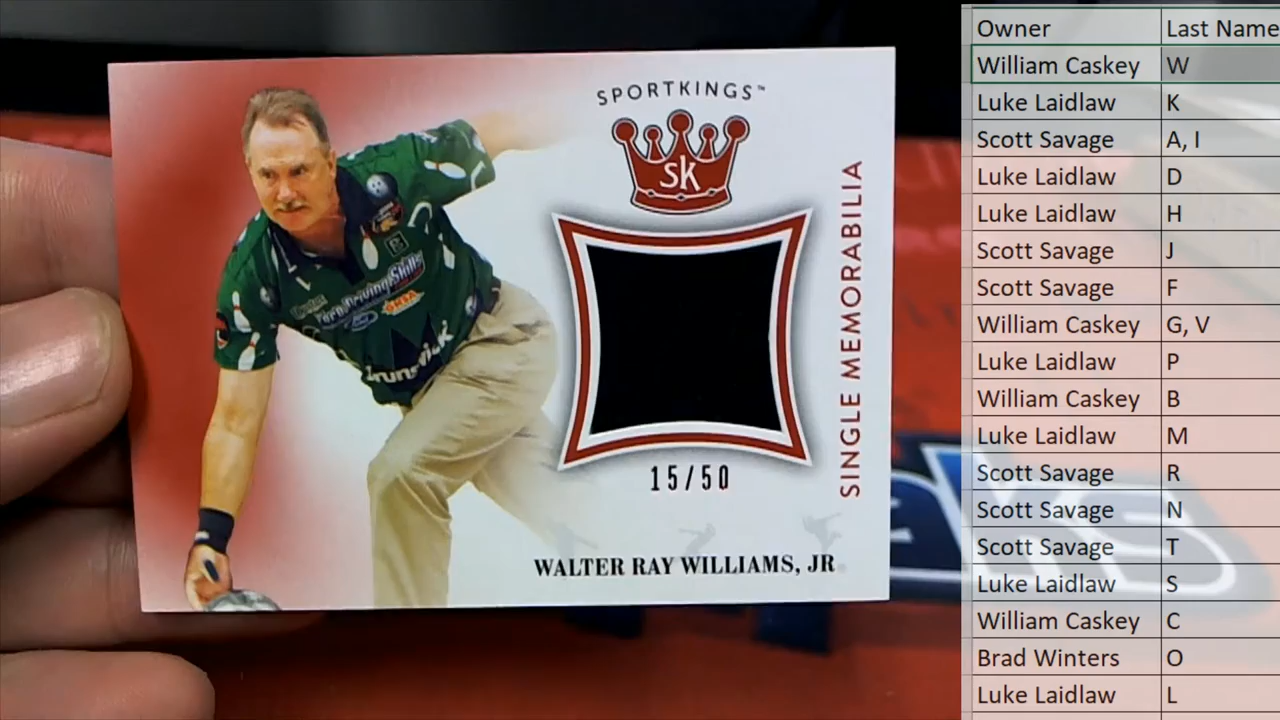 SPORTKINGS™
SK
SINGLE MEMORABILIA
15/50
WALTER RAY WILLIAMS, JR
Brunswick
Owner Last Name
William Caskey W
Luke Laidlaw K
Scott Savage A, I
Luke Laidlaw D
Luke Laidlaw H
Scott Savage J
Scott Savage F
William Caskey G, V
Luke Laidlaw P
William Caskey B
Luke Laidlaw M
Scott Savage R
Scott Savage N
Scott Savage T
Luke Laidlaw S
William Caskey C
Brad Winters O
Luke Laidlaw L